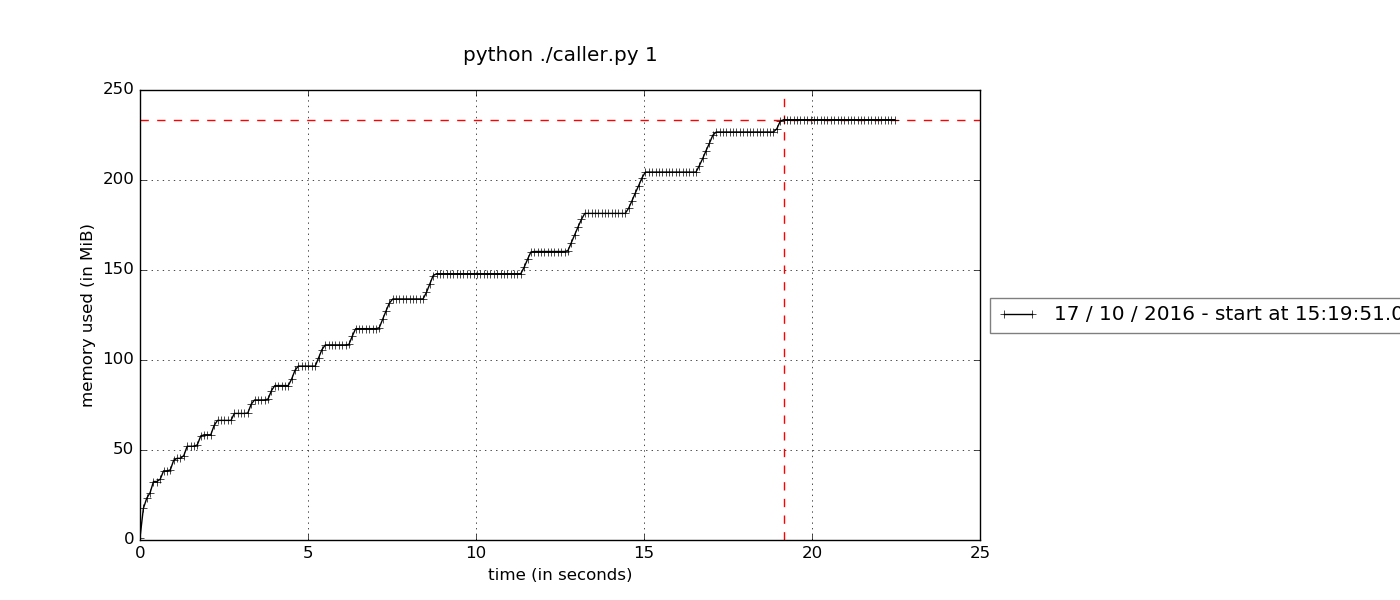 python ./caller.py 1
250
200
150
100
50
0
memory used (in MiB)
0 5 10 15 20 25
time (in seconds)
17 / 10 / 2016 - start at 15:19:51.0